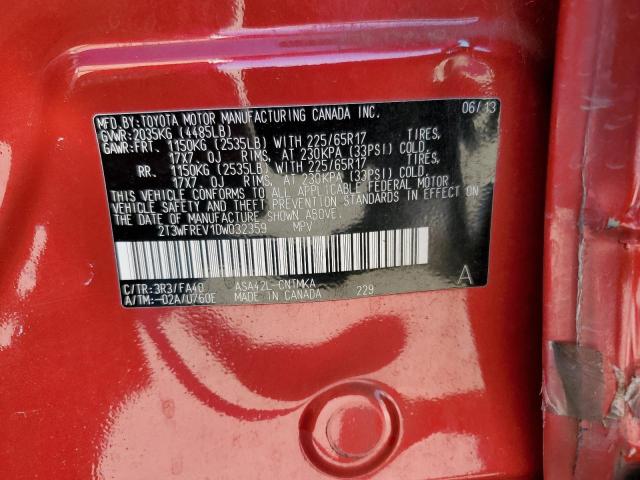 MFD.BY:TOYOTA MOTOR MANUFACTURING CANADA INC. 06/13
GVWR:2035KG (4485LB)
GAWR:FRT. 1150KG (2535LB) WITH 225/65R17 TIRES,
17X7.0J RIMS, AT 230KPA (33PSI) COLD.
RR. 1150KG (2535LB) WITH 225/65R17 TIRES,
17X7.0J RIMS, AT 230KPA (33PSI) COLD.
THIS VEHICLE CONFORMS TO ALL APPLICABLE FEDERAL MOTOR
VEHICLE SAFETY AND THEFT PREVENTION STANDARDS IN EFFECT ON
THE DATE OF MANUFACTURE SHOWN ABOVE.
2T3WFREV1DW032359 MPV
C/TR:3R3/FA40 ASA42L-CNTMKA 229 A
A/TM:-02A/U760E MADE IN CANADA